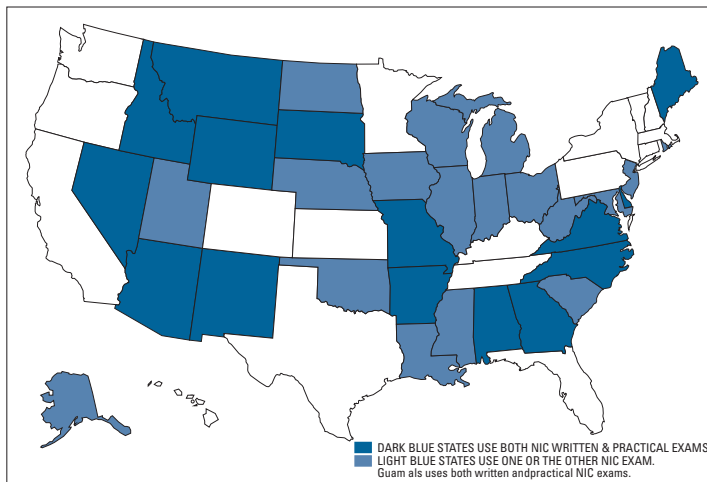 DARK BLUE STATES USE BOTH NIC WRITTEN & PRACTICAL EXAMS
LIGHT BLUE STATES USE ONE OR THE OTHER NIC EXAM.
Guam als uses both written andpractical NIC exams.